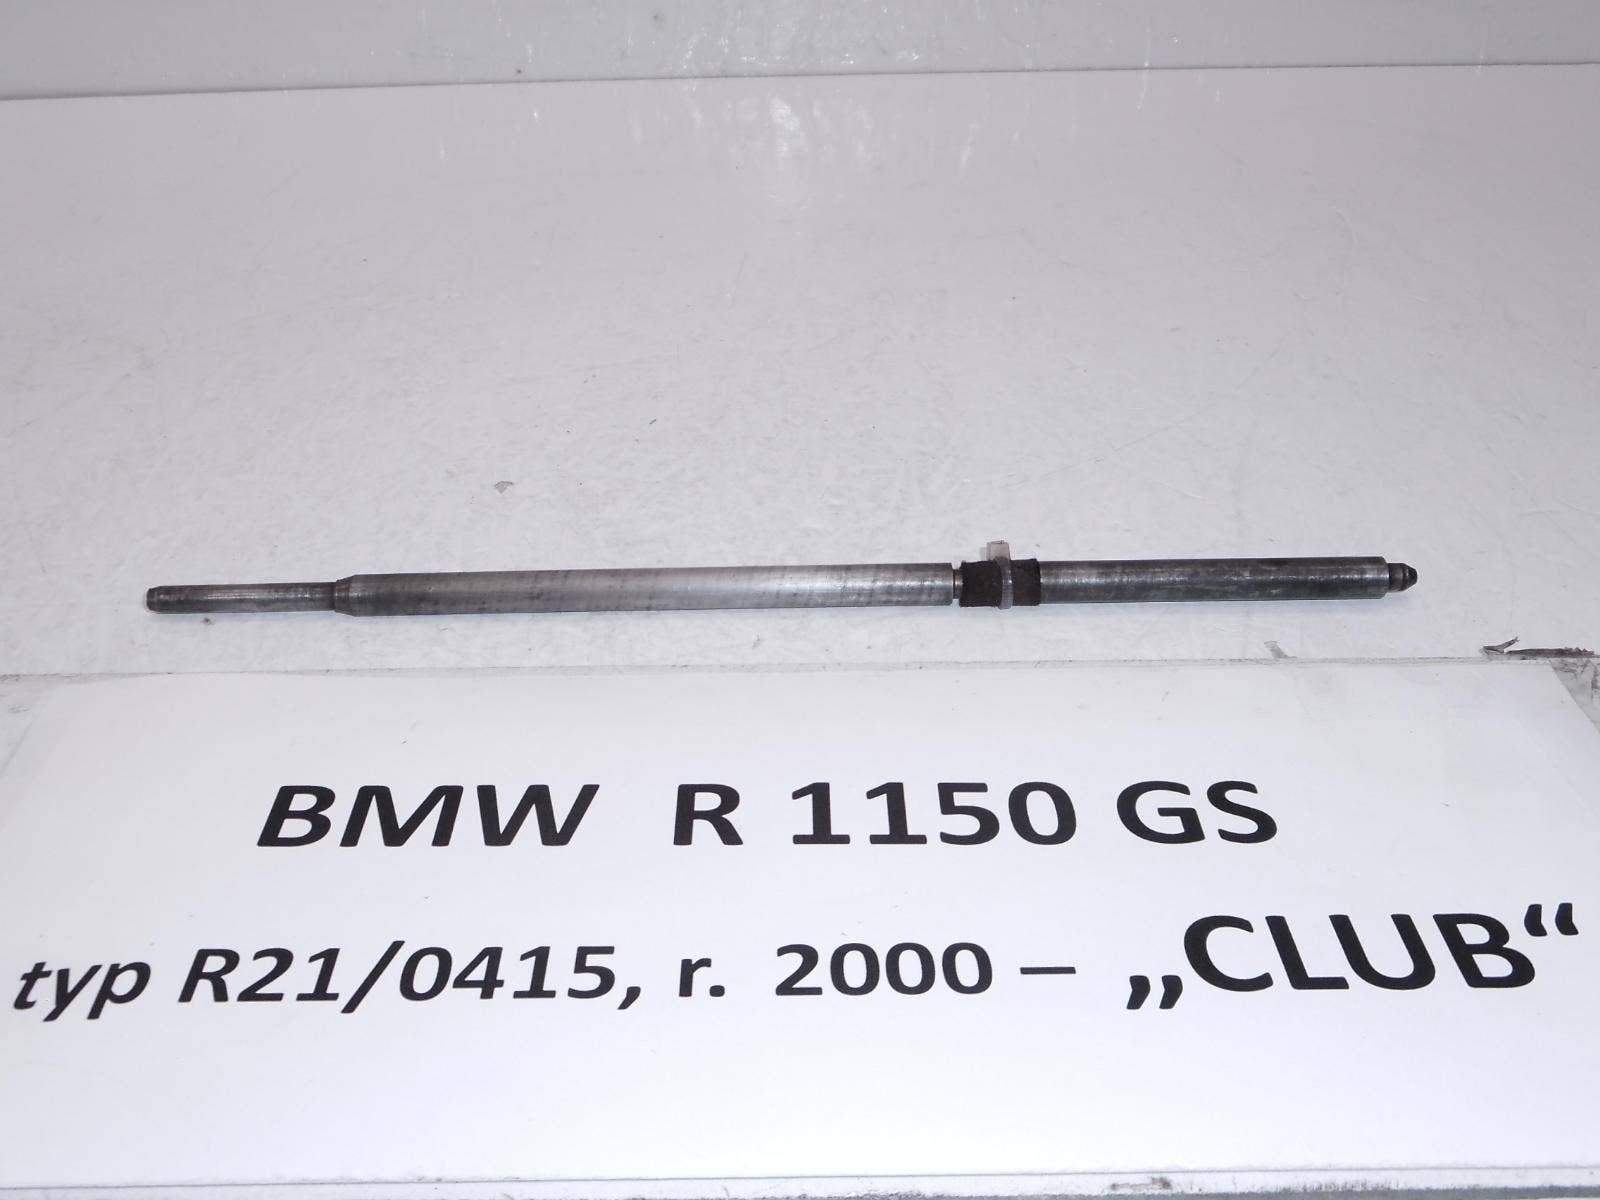 BMW R 1150 GS
typ R21/0415, r. 2000 – „CLUB“